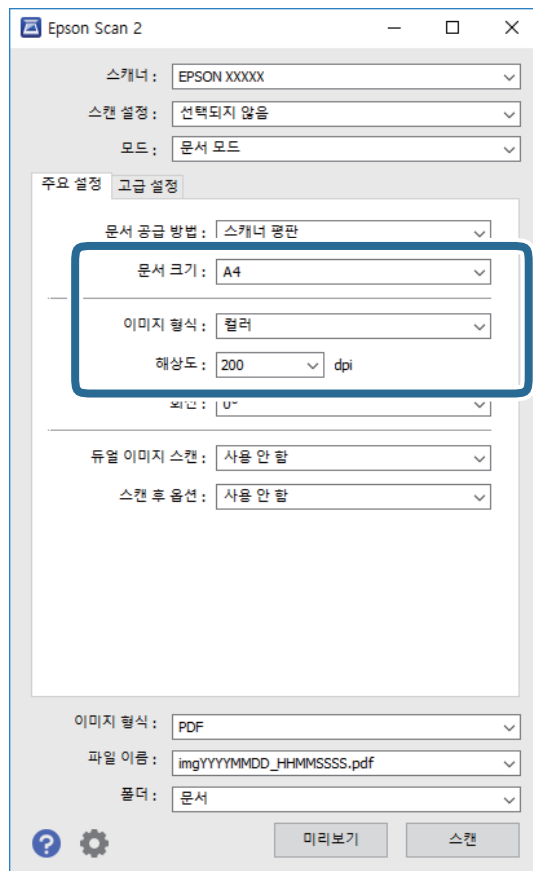 Epson Scan 2
스캐너 : EPSON XXXXX
스캔 설정 : 선택되지 않음
모드 : 문서 모드
주요 설정 고급 설정
문서 공급 방법 : 스캐너 평판
문서 크기 : A4
이미지 형식 : 컬러
해상도 : 200 dpi
회전 : 0°
듀얼 이미지 스캔 : 사용 안 함
스캔 후 옵션 : 사용 안 함
이미지 형식 : PDF
파일 이름 : imgYYYYMMDD_HHMMSSSS.pdf
폴더 : 문서
미리보기 스캔